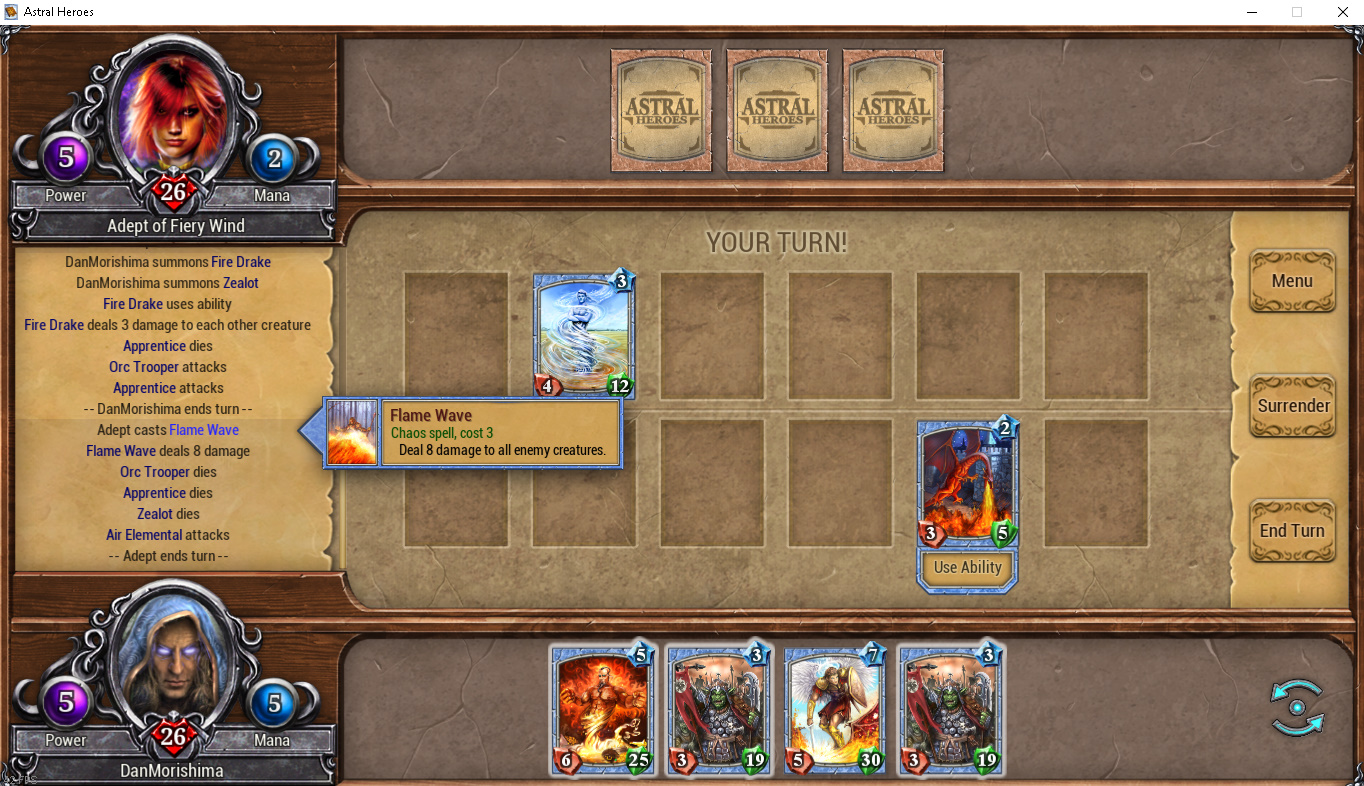 Astral Heroes
ASTRAL
HEROES
ASTRAL
HEROES
ASTRAL
HEROES
5
2
Power
26
Mana
Adept of Fiery Wind
DanMorishima summons Fire Drake
DanMorishima summons Zealot
Fire Drake uses ability
Fire Drake deals 3 damage to each other creature
Apprentice dies
Orc Trooper attacks
Apprentice attacks
-- DanMorishima ends turn --
Adept casts Flame Wave
Flame Wave deals 8 damage
Orc Trooper dies
Apprentice dies
Zealot dies
Air Elemental attacks
-- Adept ends turn --
YOUR TURN!
3
4
12
Flame Wave
Chaos spell, cost 3
Deal 8 damage to all enemy creatures.
2
3
5
Use Ability
Menu
Surrender
End Turn
5
5
Power
26
Mana
DanMorishima
5
6
25
3
3
19
7
5
30
3
3
19